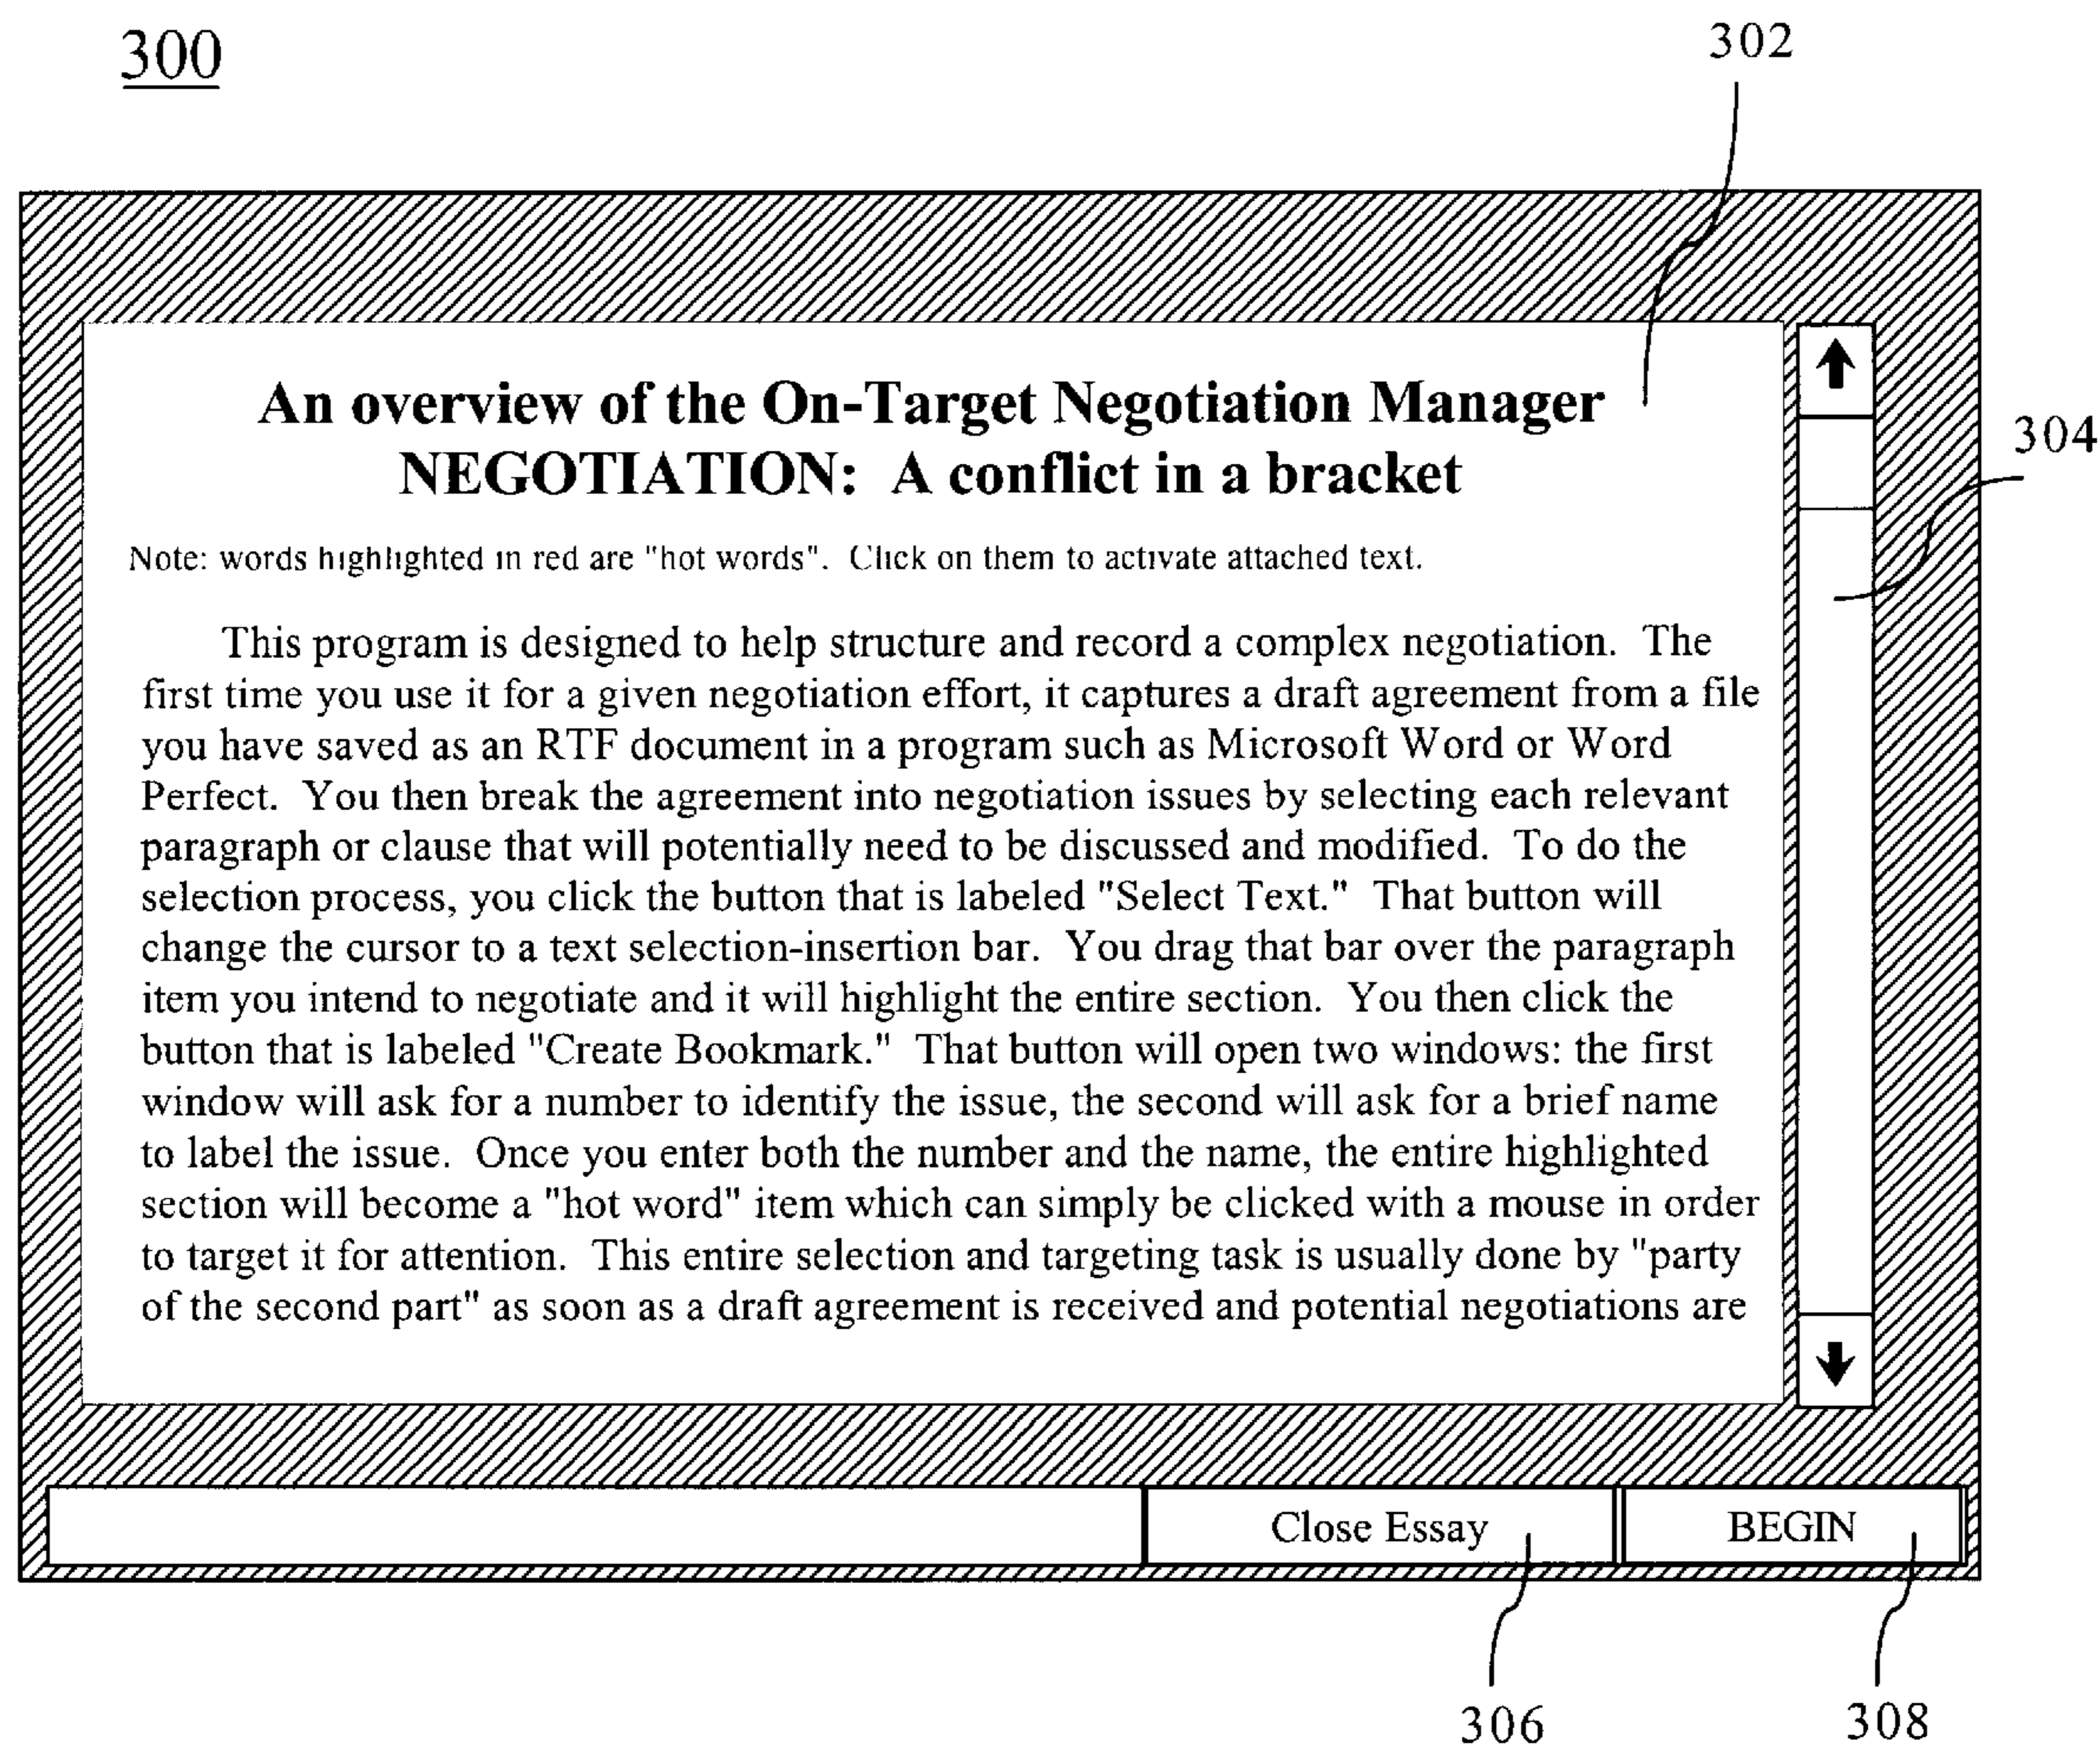 300
302
An overview of the On-Target Negotiation Manager
NEGOTIATION: A conflict in a bracket
304
Note: words highlighted in red are "hot words". Click on them to activate attached text.
This program is designed to help structure and record a complex negotiation. The
first time you use it for a given negotiation effort, it captures a draft agreement from a file
you have saved as an RTF document in a program such as Microsoft Word or Word
Perfect. You then break the agreement into negotiation issues by selecting each relevant
paragraph or clause that will potentially need to be discussed and modified. To do the
selection process, you click the button that is labeled "Select Text." That button will
change the cursor to a text selection-insertion bar. You drag that bar over the paragraph
item you intend to negotiate and it will highlight the entire section. You then click the
button that is labeled "Create Bookmark." That button will open two windows: the first
window will ask for a number to identify the issue, the second will ask for a brief name
to label the issue. Once you enter both the number and the name, the entire highlighted
section will become a "hot word" item which can simply be clicked with a mouse in order
to target it for attention. This entire selection and targeting task is usually done by "party
of the second part" as soon as a draft agreement is received and potential negotiations are
Close Essay BEGIN
306 308